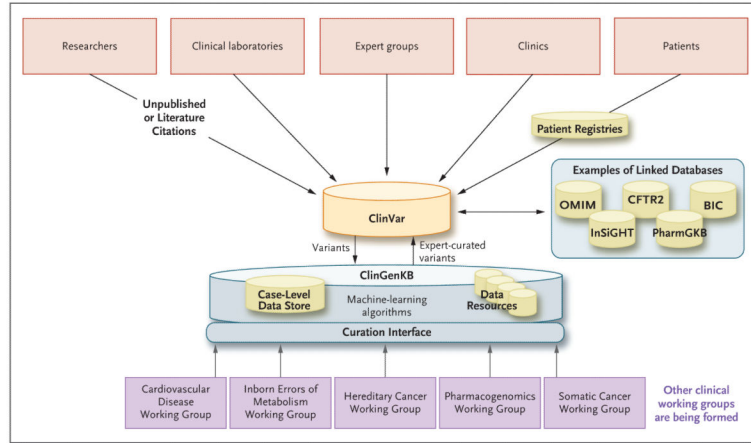 Researchers
Clinical laboratories
Expert groups
Clinics
Patients
Unpublished
or Literature
Citations
Patient Registries
Examples of Linked Databases
OMIM
CFTR2
BIC
InSiGHT
PharmGKB
ClinVar
Variants
Expert-curated
variants
ClinGenKB
Case-Level
Data Store
Machine-learning
algorithms
Data
Resources
Curation Interface
Cardiovascular
Disease
Working Group
Inborn Errors of
Metabolism
Working Group
Hereditary Cancer
Working Group
Pharmacogenomics
Working Group
Somatic Cancer
Working Group
Other clinical
working groups
are being formed